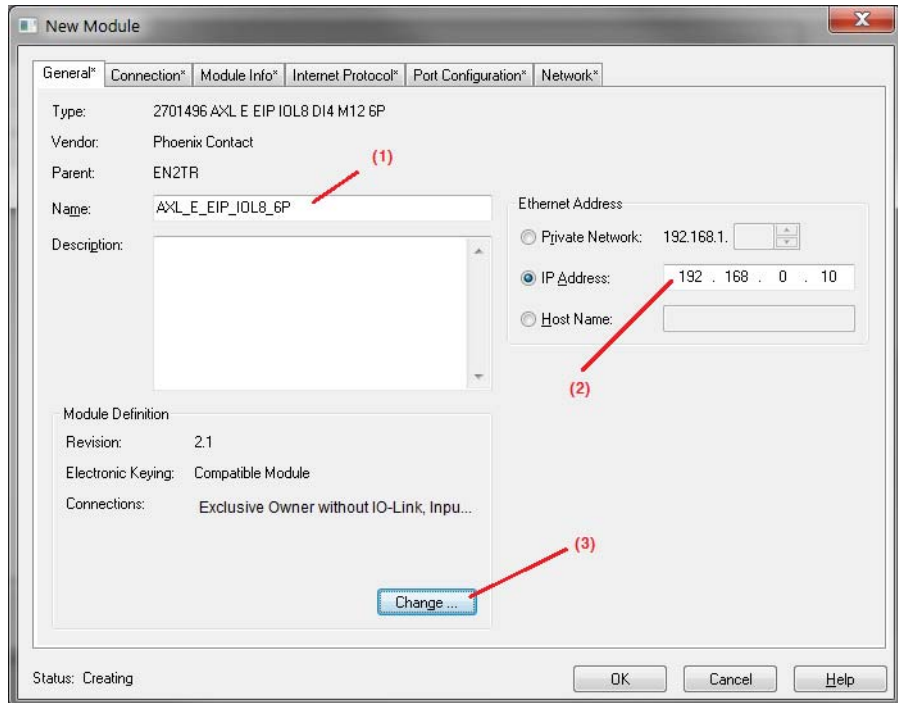 New Module
General* Connection* Module Info* Internet Protocol* Port Configuration* Network*
Type: 2701496 AXL E EIP IOL8 DI4 M12 6P
Vendor: Phoenix Contact
(1)
Parent: EN2TR
Name: AXL_E_EIP_IOL8_6P
Description:
Ethernet Address
Private Network: 192.168.1.
IP Address: 192 . 168 . 0 . 10
Host Name:
(2)
Module Definition
Revision: 2.1
Electronic Keying: Compatible Module
Connections: Exclusive Owner without IO-Link, Inpu...
(3)
Change ...
Status: Creating
OK Cancel Help